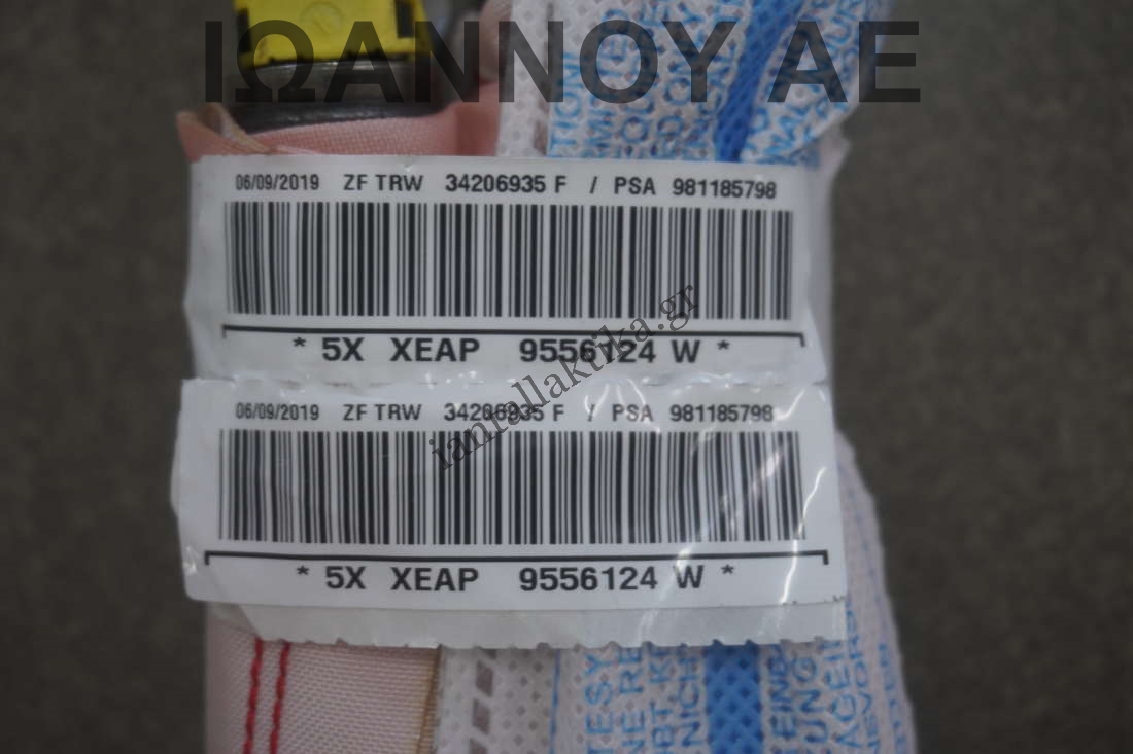 ΙΩΑΝΝΟΥ ΑΕ
06/09/2019 ZF TRW 34206935 F / PSA 981185798
* 5X XEAP 9556124 W *
ianfallaktika.gr
06/09/2019 ZF TRW 34206935 F / PSA 981185798
* 5X XEAP 9556124 W *